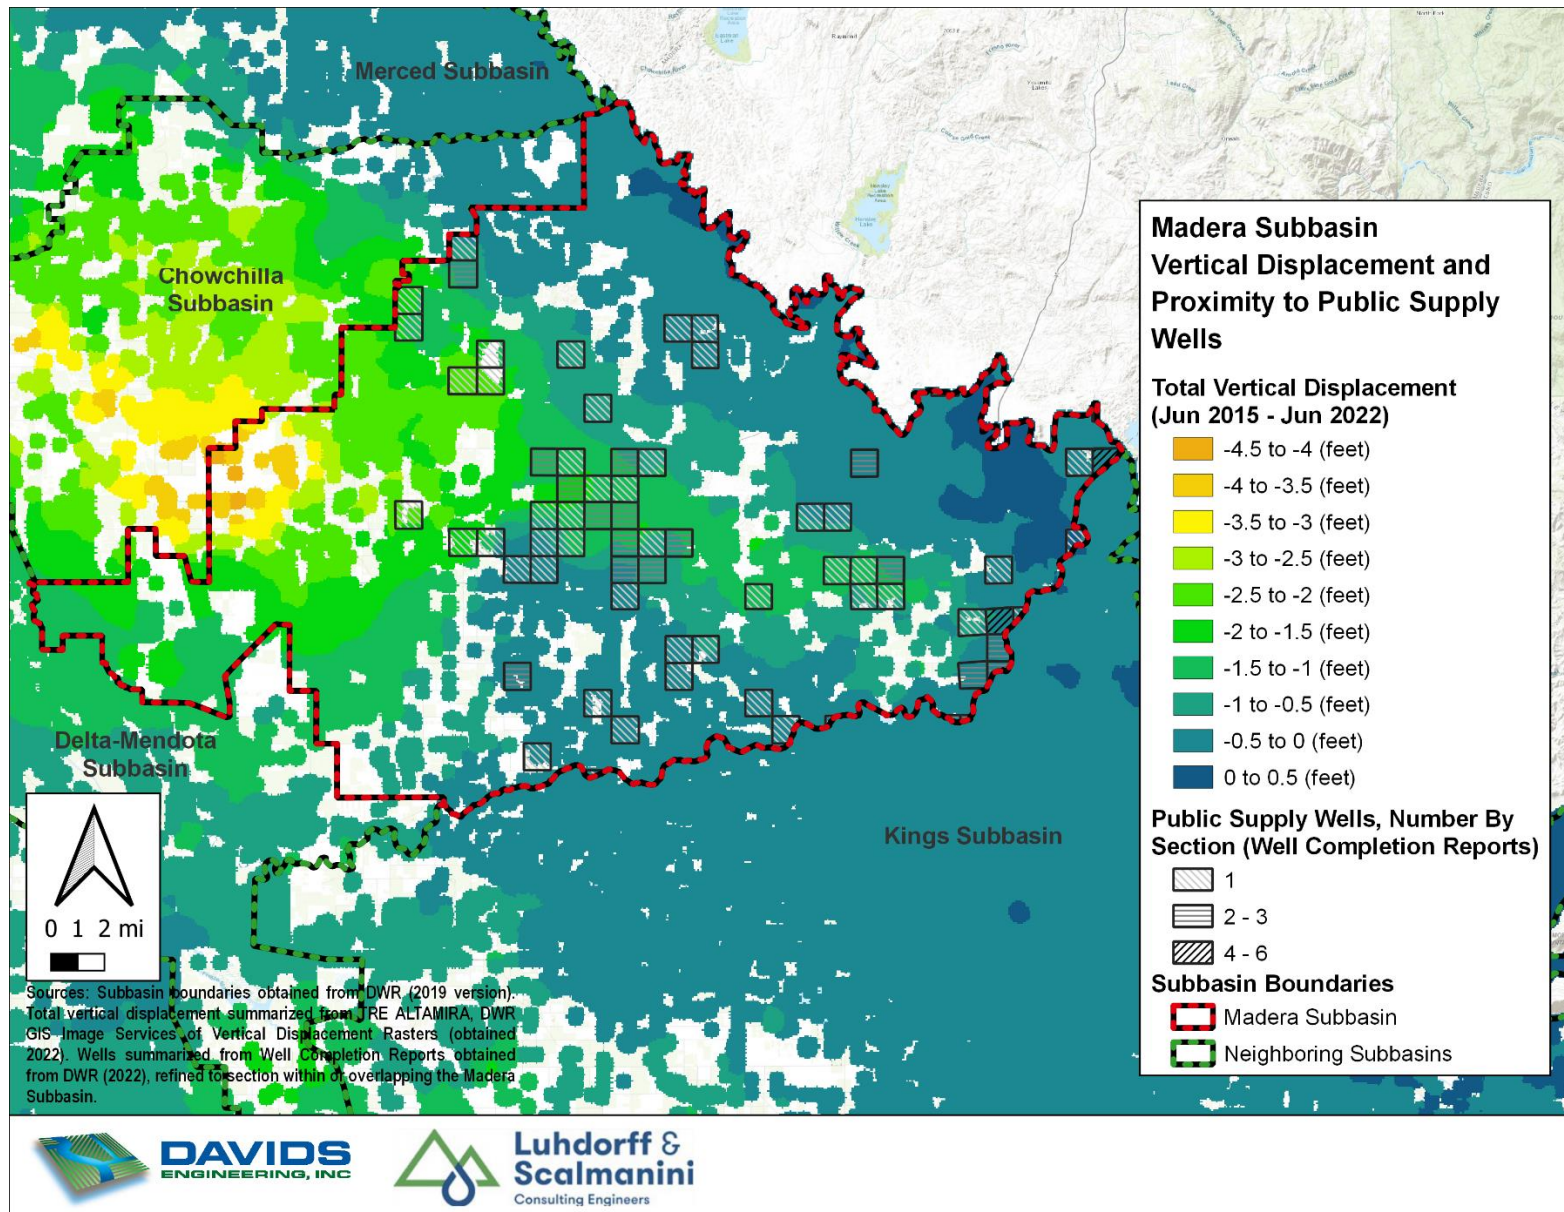 Merced Subbasin
Chowchilla
Subbasin
Delta-Mendota
Subbasin
Kings Subbasin
Hensley
Lake
Recreation
Area
Madera Subbasin
Vertical Displacement and
Proximity to Public Supply
Wells
Total Vertical Displacement
(Jun 2015 - Jun 2022)
-4.5 to -4 (feet)
-4 to -3.5 (feet)
-3.5 to -3 (feet)
-3 to -2.5 (feet)
-2.5 to -2 (feet)
-2 to -1.5 (feet)
-1.5 to -1 (feet)
-1 to -0.5 (feet)
-0.5 to 0 (feet)
0 to 0.5 (feet)
Public Supply Wells, Number By
Section (Well Completion Reports)
1
2 - 3
4 - 6
Subbasin Boundaries
Madera Subbasin
Neighboring Subbasins
0 1 2 mi
Sources: Subbasin boundaries obtained from DWR (2019 version).
Total vertical displacement summarized from TRE ALTAMIRA, DWR
GIS Image Services of Vertical Displacement Rasters (obtained
2022). Wells summarized from Well Completion Reports obtained
from DWR (2022), refined to section within or overlapping the Madera
Subbasin.
DAVIDS
ENGINEERING, INC
Luhdorff &
Scalmanini
Consulting Engineers